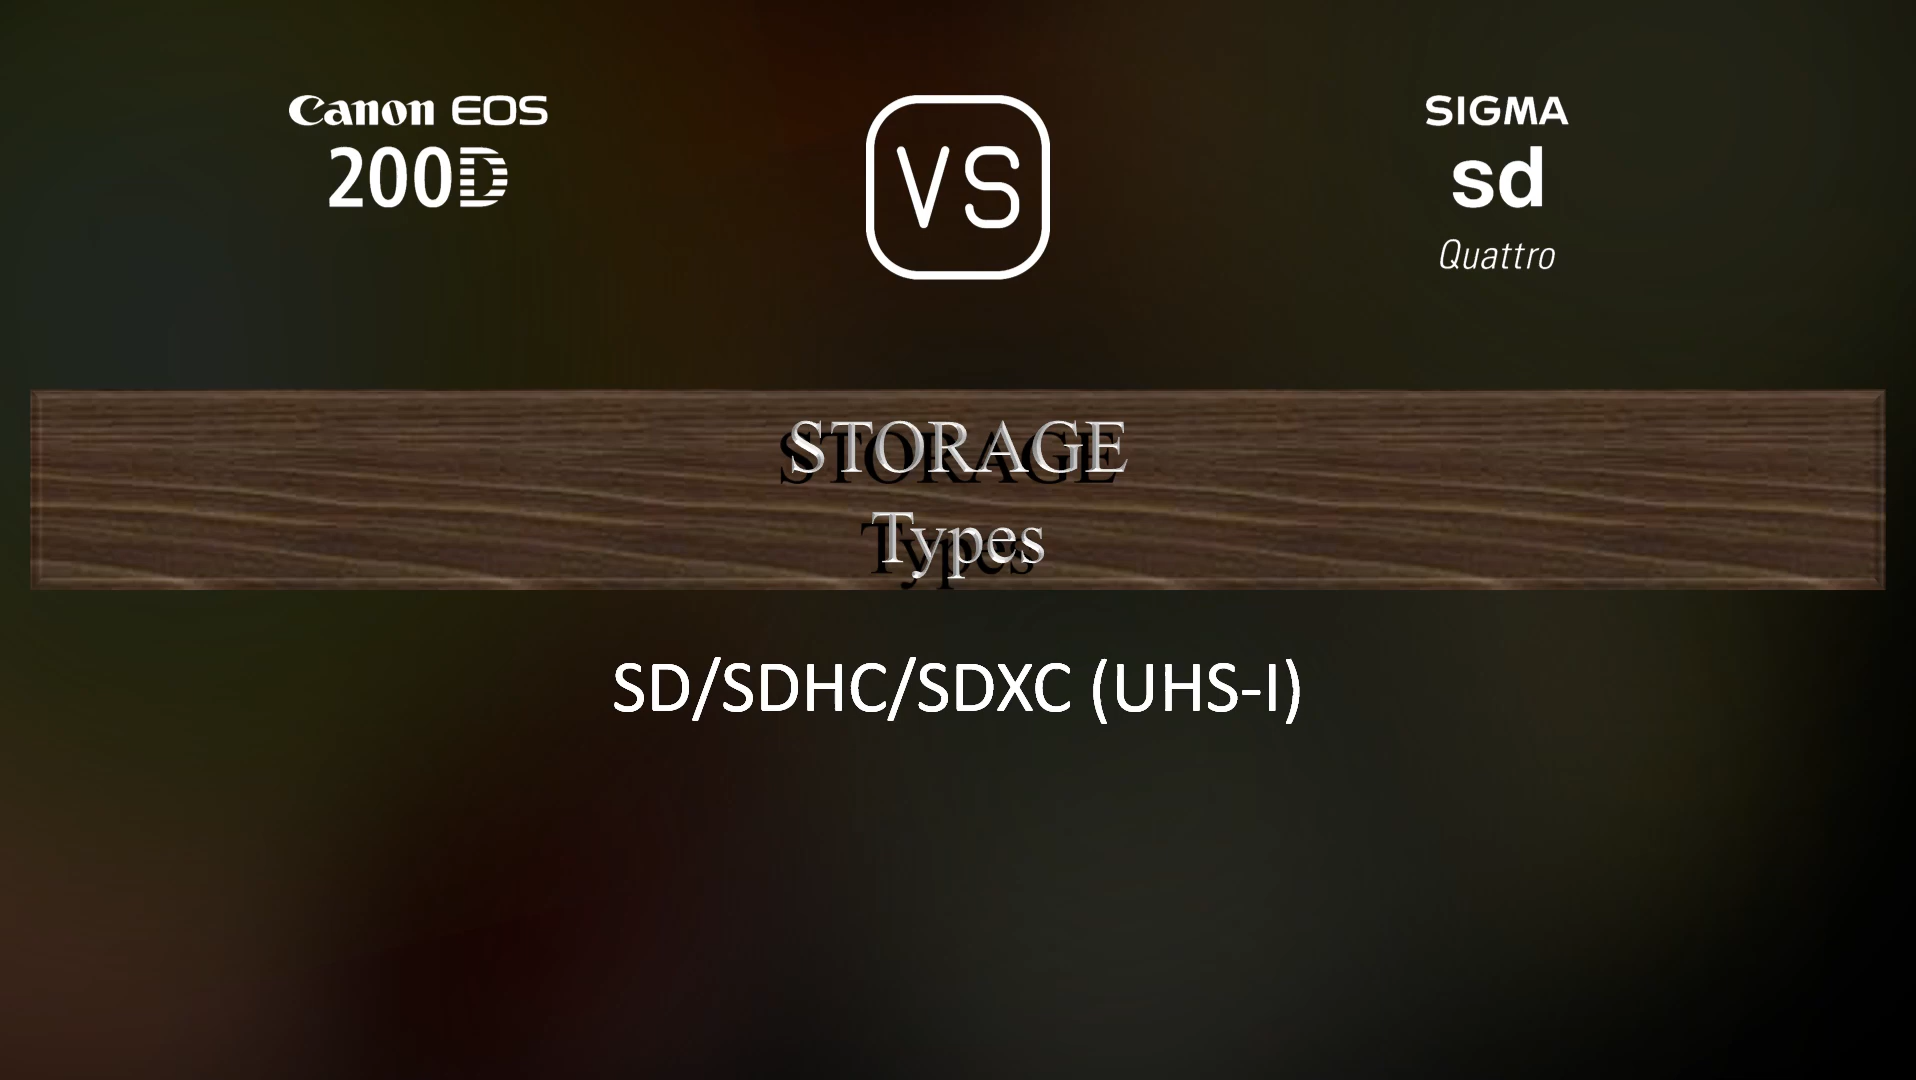 Canon EOS
200D
VS
SIGMA
sd
Quattro
STORAGE
Types
SD/SDHC/SDXC (UHS-I)